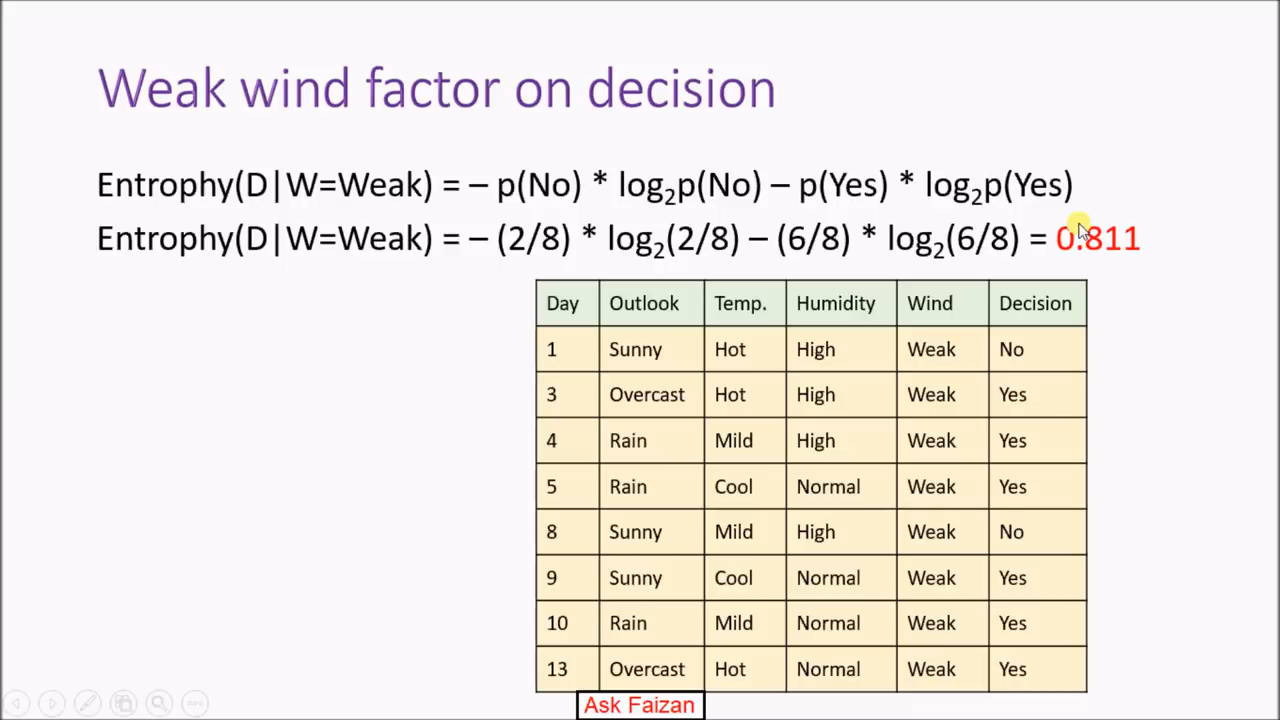 Weak wind factor on decision
Entrophy(D|W=Weak) = – p(No) * log₂p(No) – p(Yes) * log₂p(Yes)
Entrophy(D|W=Weak) = – (2/8) * log₂(2/8) – (6/8) * log₂(6/8) = 0.811
Day Outlook Temp. Humidity Wind Decision
1 Sunny Hot High Weak No
3 Overcast Hot High Weak Yes
4 Rain Mild High Weak Yes
5 Rain Cool Normal Weak Yes
8 Sunny Mild High Weak No
9 Sunny Cool Normal Weak Yes
10 Rain Mild Normal Weak Yes
13 Overcast Hot Normal Weak Yes
Ask Faizan